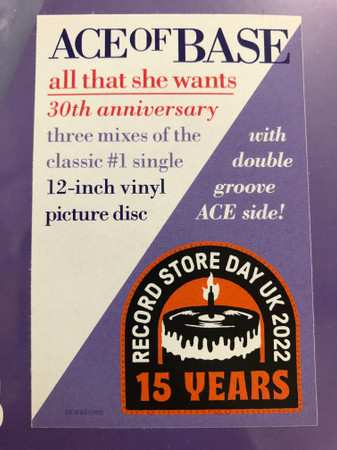 ACE OF BASE
all that she wants
30th anniversary
three mixes of the
classic #1 single
12-inch vinyl
picture disc
with
double
groove
ACE side!
RECORD STORE DAY UK 2022
15 YEARS